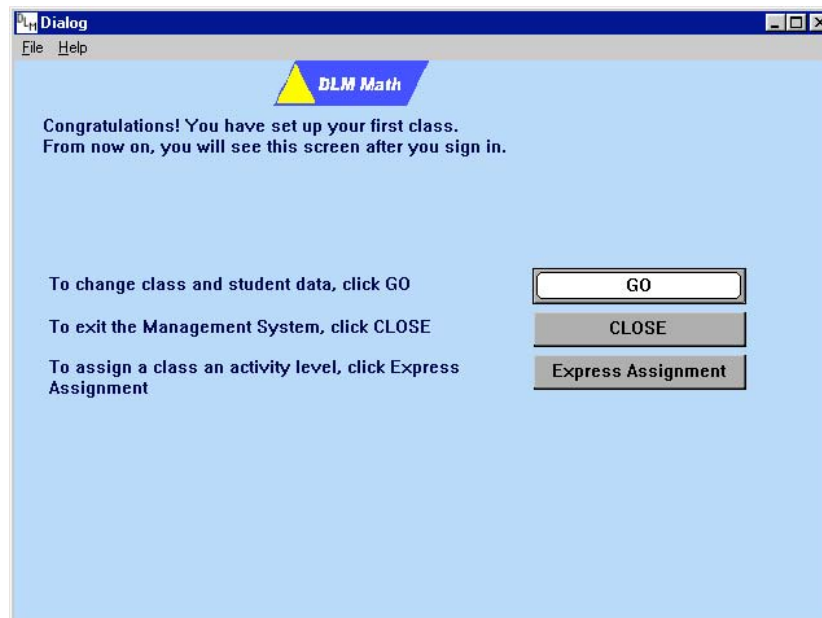 DLM Dialog
File Help
DLM Math
Congratulations! You have set up your first class.
From now on, you will see this screen after you sign in.
To change class and student data, click GO
GO
To exit the Management System, click CLOSE
CLOSE
To assign a class an activity level, click Express
Assignment
Express Assignment